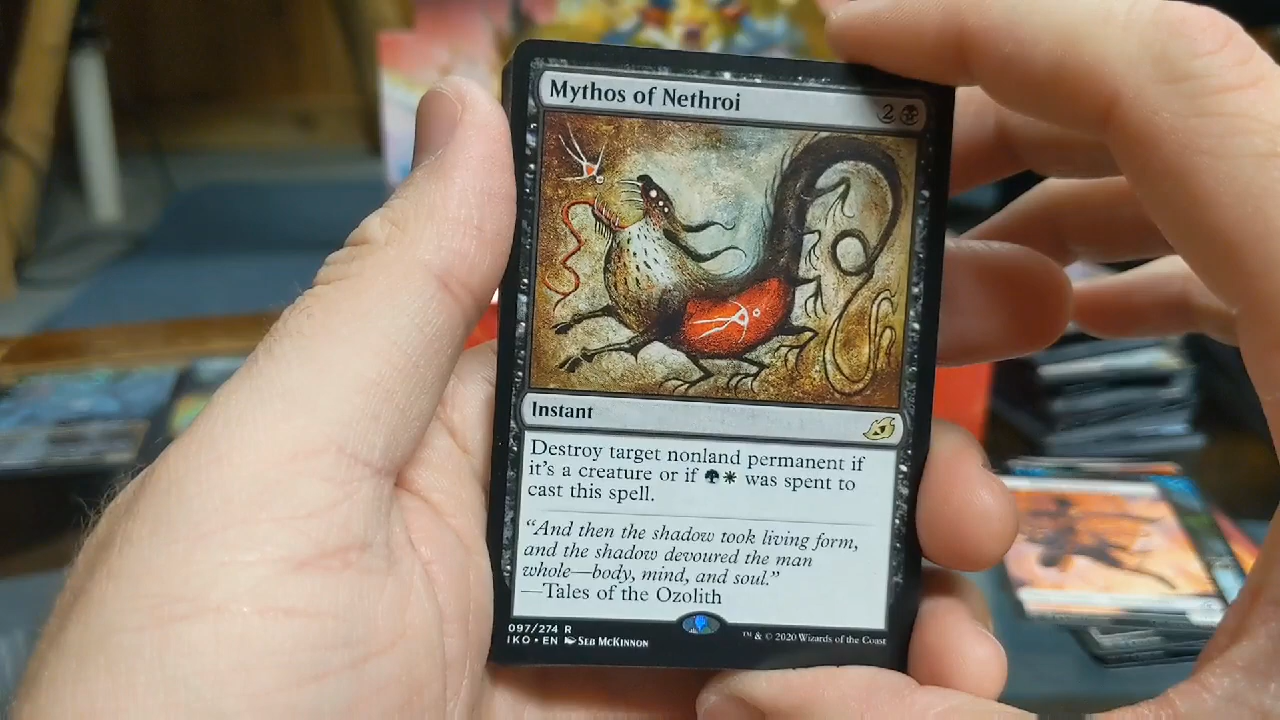 Mythos of Nethroi
2
Instant
Destroy target nonland permanent if
it's a creature or if was spent to
cast this spell.
"And then the shadow took living form,
and the shadow devoured the man
whole—body, mind, and soul."
—Tales of the Ozolith
097/274 R
IKO • EN SEB MCKINNON
™ & © 2020 Wizards of the Coast